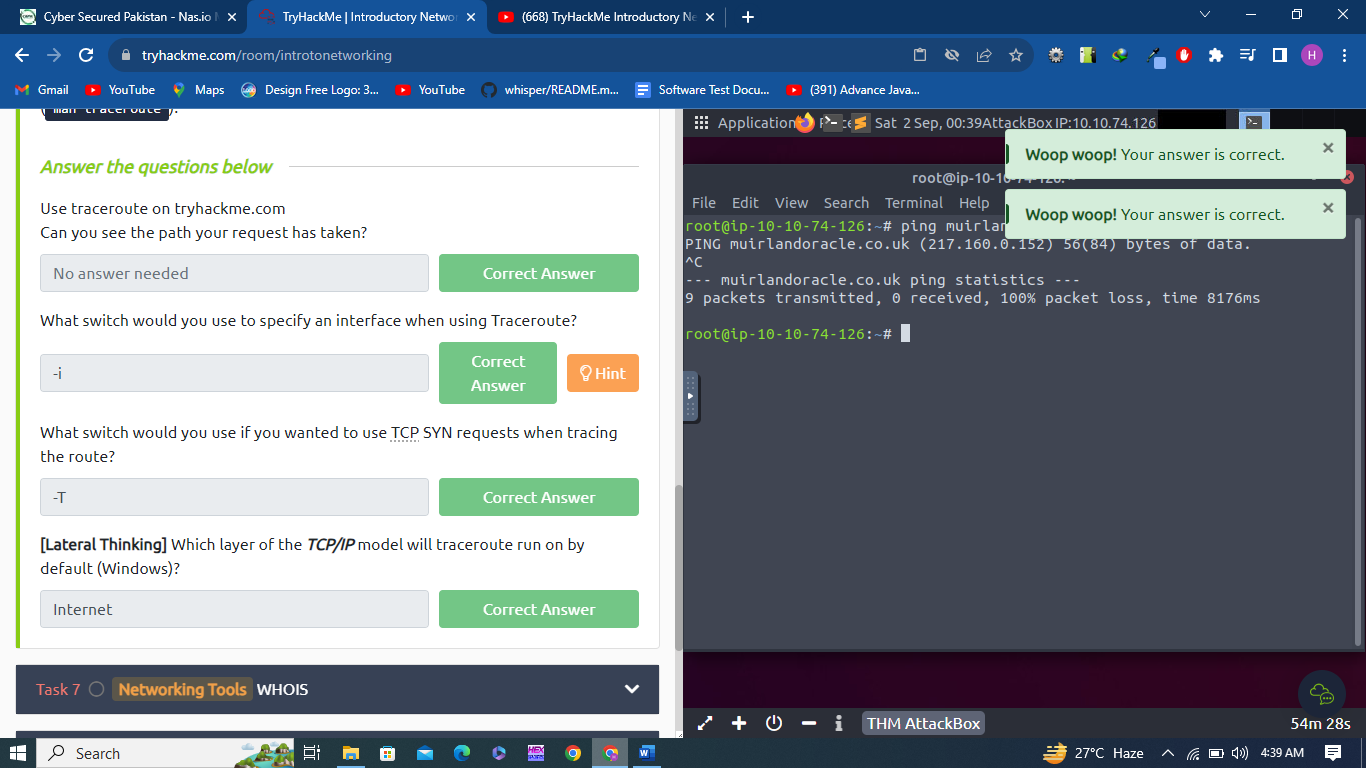 Cyber Secured Pakistan - Nas.io
TryHackMe | Introductory Networ
(668) TryHackMe Introductory Ne
tryhackme.com/room/introtonetworking
H
Gmail
YouTube
Maps
Design Free Logo: 3...
YouTube
whisper/README.m...
Software Test Docu...
(391) Advance Java...
(man traceroute).
Answer the questions below
Use traceroute on tryhackme.com
Can you see the path your request has taken?
No answer needed
Correct Answer
What switch would you use to specify an interface when using Traceroute?
-i
Correct
Answer
Hint
What switch would you use if you wanted to use TCP SYN requests when tracing
the route?
-T
Correct Answer
[Lateral Thinking] Which layer of the TCP/IP model will traceroute run on by
default (Windows)?
Internet
Correct Answer
Task 7 Networking Tools WHOIS
Application
Sat 2 Sep, 00:39 AttackBox IP:10.10.74.126
Woop woop! Your answer is correct.
Woop woop! Your answer is correct.
File Edit View Search Terminal Help
root@ip-10-10-74-126:~# ping muirlan
PING muirlandoracle.co.uk (217.160.0.152) 56(84) bytes of data.
^C
--- muirlandoracle.co.uk ping statistics ---
9 packets transmitted, 0 received, 100% packet loss, time 8176ms
root@ip-10-10-74-126:~#
THM AttackBox
54m 28s
Search
27°C Haze
4:39 AM